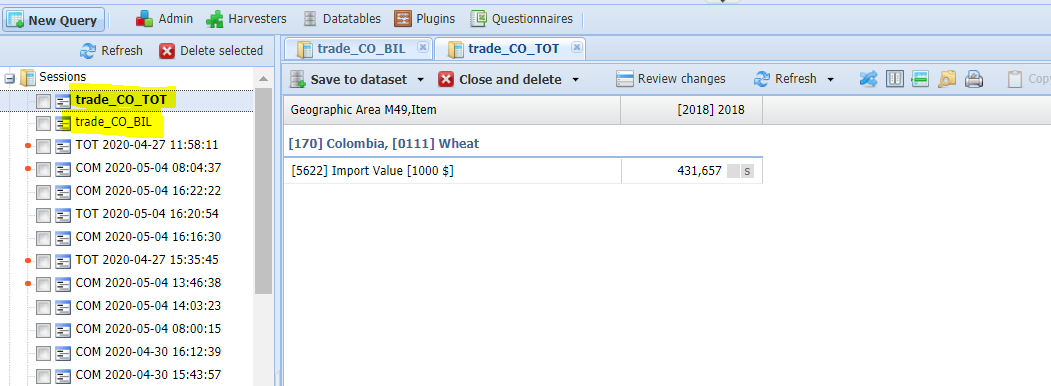 New Query Admin Harvesters Datatables Plugins Questionnaires
Refresh Delete selected
Sessions
trade_CO_TOT
trade_CO_BIL
TOT 2020-04-27 11:58:11
COM 2020-05-04 08:04:37
COM 2020-05-04 16:22:22
TOT 2020-05-04 16:20:54
COM 2020-05-04 16:16:30
TOT 2020-04-27 15:35:45
COM 2020-05-04 13:46:38
COM 2020-05-04 14:03:23
COM 2020-05-04 08:00:15
COM 2020-04-30 16:12:39
COM 2020-04-30 15:43:57
trade_CO_BIL trade_CO_TOT
Save to dataset Close and delete Review changes Refresh Cop
Geographic Area M49,Item [2018] 2018
[170] Colombia, [0111] Wheat
[5622] Import Value [1000 $] 431,657 s